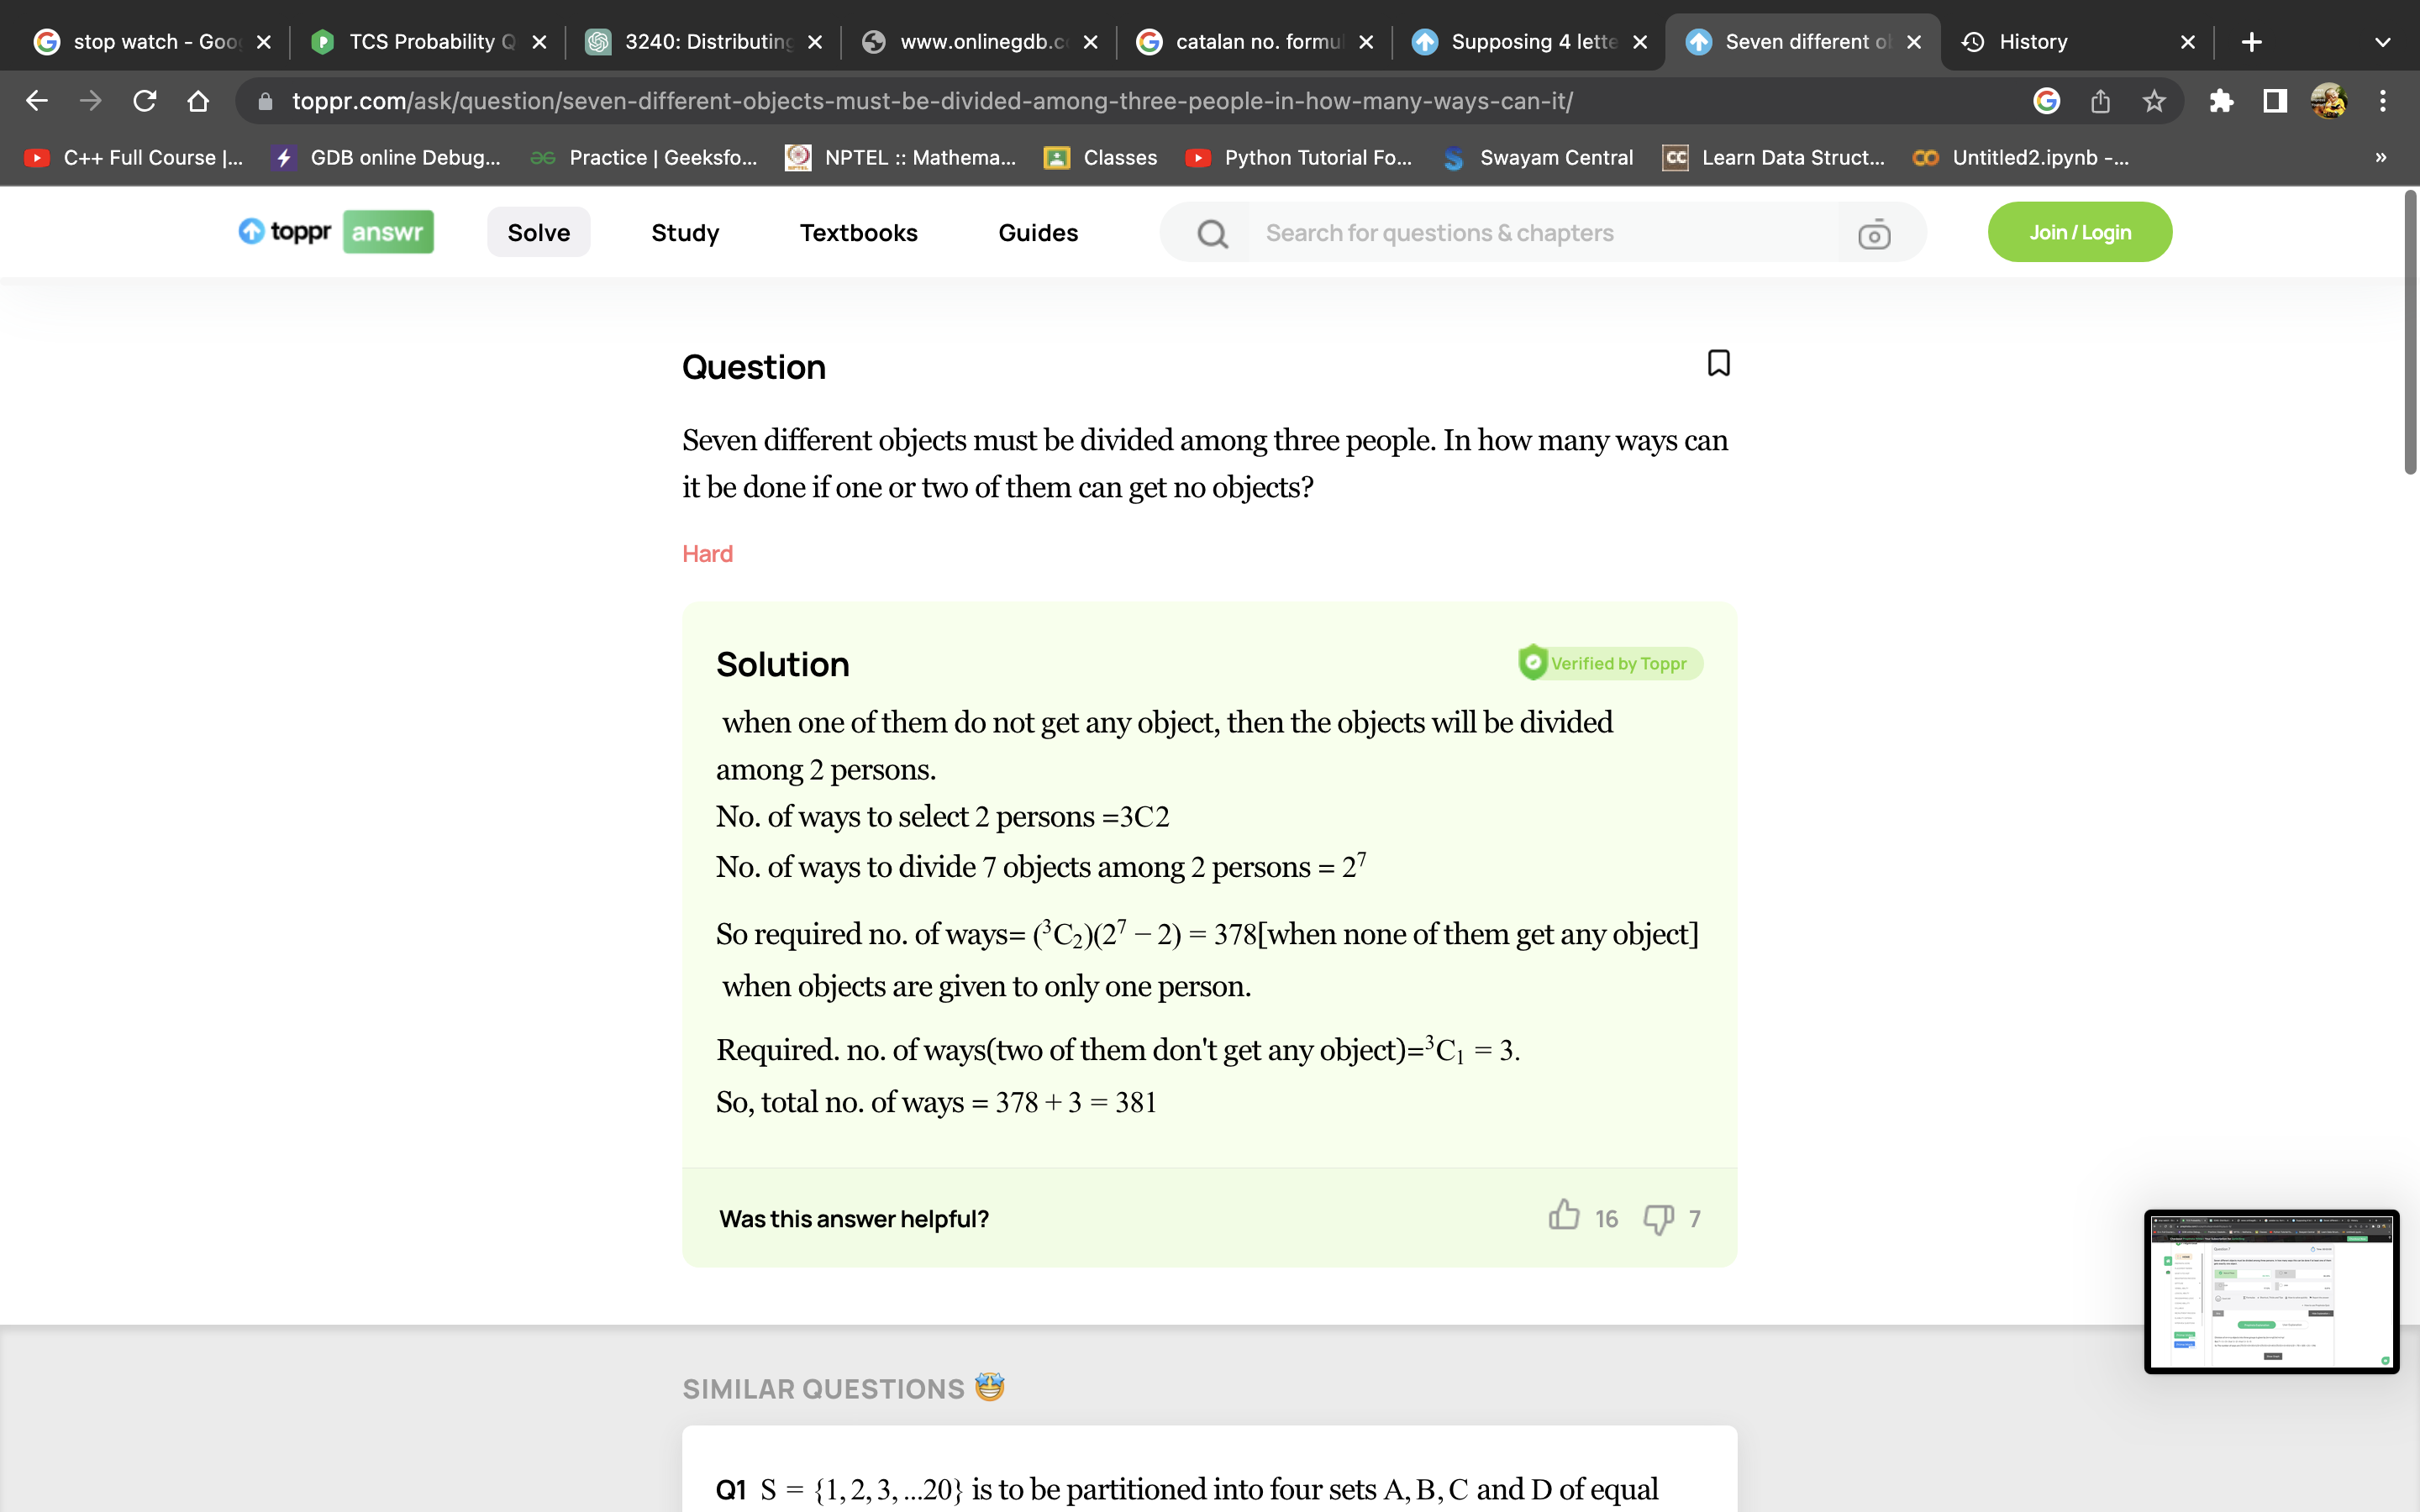 stop watch - Goo
TCS Probability Q
3240: Distributing
www.onlinegdb.c
catalan no. formul
Supposing 4 lette
Seven different ob
History
toppr.com/ask/question/seven-different-objects-must-be-divided-among-three-people-in-how-many-ways-can-it/
C++ Full Course |...
GDB online Debug...
Practice | Geeksfo...
NPTEL :: Mathema...
Classes
Python Tutorial Fo...
Swayam Central
CC Learn Data Struct...
Untitled2.ipynb -...
»
toppr answr
Solve
Study
Textbooks
Guides
Search for questions & chapters
Join / Login
Question
Seven different objects must be divided among three people. In how many ways can
it be done if one or two of them can get no objects?
Hard
Solution
Verified by Toppr
when one of them do not get any object, then the objects will be divided
among 2 persons.
No. of ways to select 2 persons =3C2
No. of ways to divide 7 objects among 2 persons = 2⁷
So required no. of ways= (³C₂)(2⁷ − 2) = 378[when none of them get any object]
when objects are given to only one person.
Required. no. of ways(two of them don't get any object)=³C₁ = 3.
So, total no. of ways = 378 + 3 = 381
Was this answer helpful?
16
7
SIMILAR QUESTIONS 🤩
Q1 S = {1, 2, 3, ...20} is to be partitioned into four sets A, B, C and D of equal